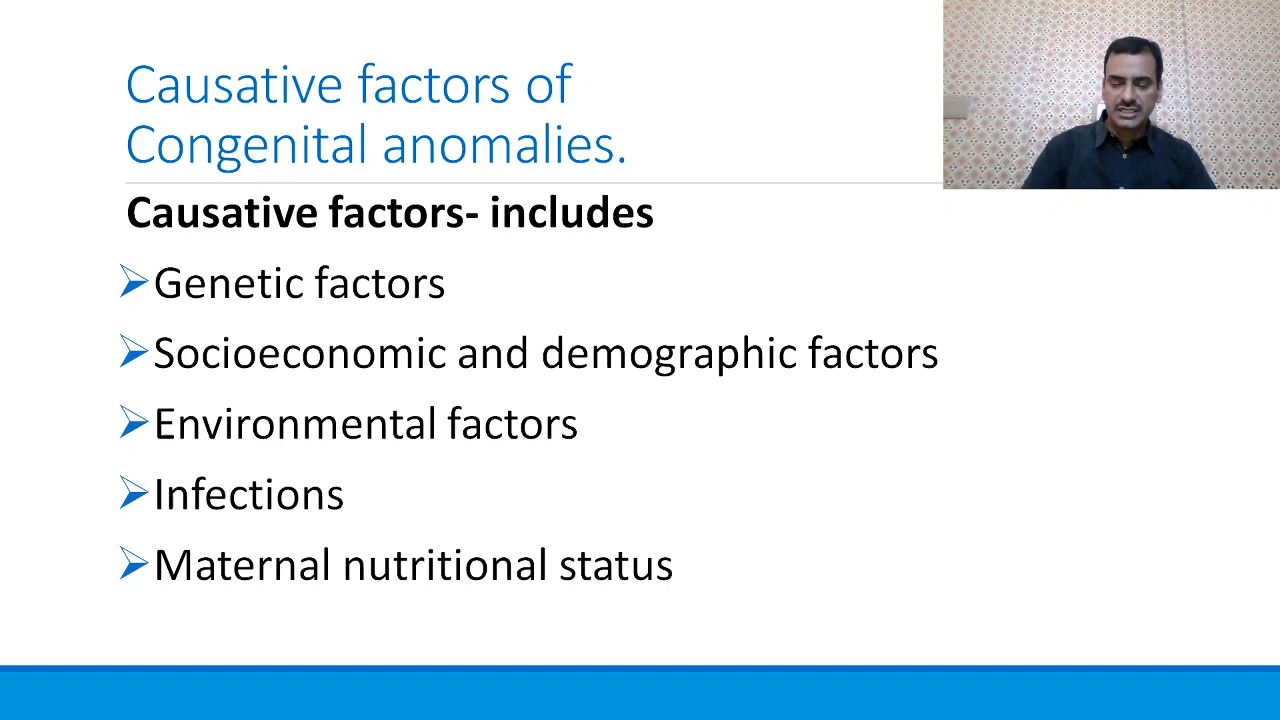 Causative factors of
Congenital anomalies.
Causative factors- includes
Genetic factors
Socioeconomic and demographic factors
Environmental factors
Infections
Maternal nutritional status